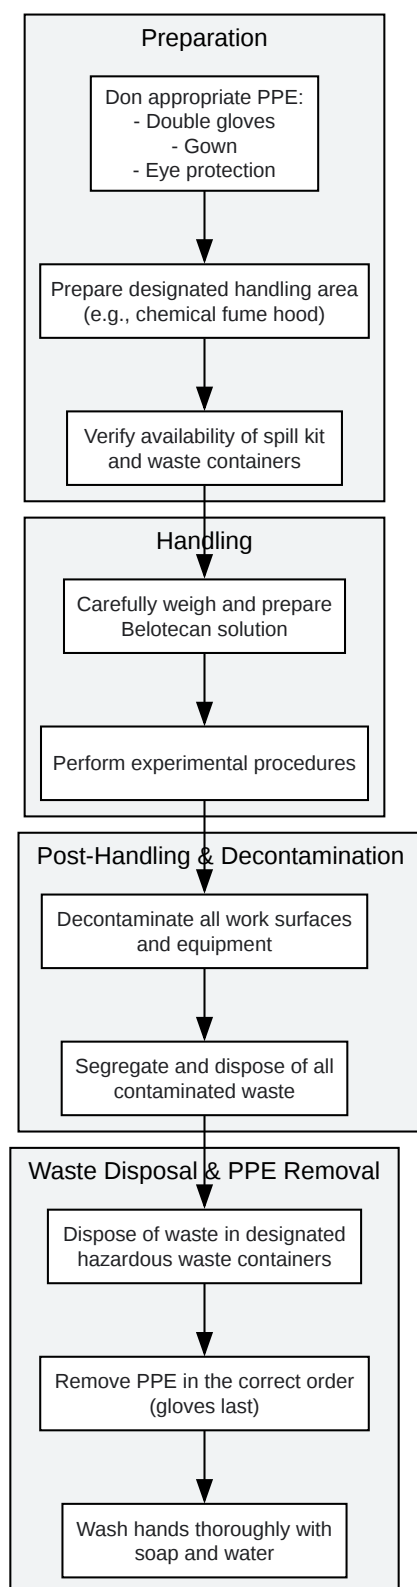 Preparation
Don appropriate PPE:
- Double gloves
- Gown
- Eye protection
Prepare designated handling area
(e.g., chemical fume hood)
Verify availability of spill kit
and waste containers
Handling
Carefully weigh and prepare
Belotecan solution
Perform experimental procedures
Post-Handling & Decontamination
Decontaminate all work surfaces
and equipment
Segregate and dispose of all
contaminated waste
Waste Disposal & PPE Removal
Dispose of waste in designated
hazardous waste containers
Remove PPE in the correct order
(gloves last)
Wash hands thoroughly with
soap and water